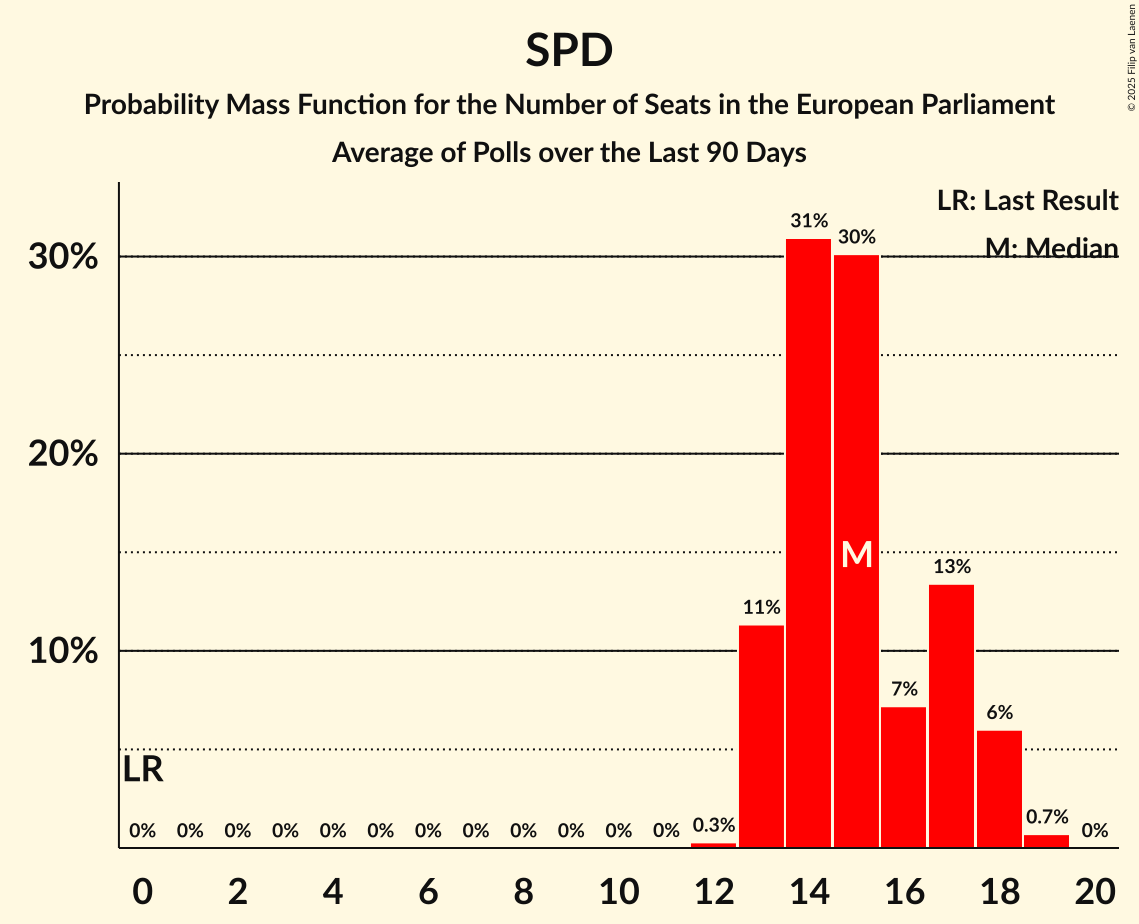 SPD
Probability Mass Function for the Number of Seats in the European Parliament
Average of Polls over the Last 90 Days
© 2025 Filip van Laenen
LR: Last Result
M: Median
30%
20%
10%
31%
30%
M
13%
11%
7%
6%
LR
0% 0% 0% 0% 0% 0% 0% 0% 0% 0% 0% 0% 0.3% 0.7% 0%
0 2 4 6 8 10 12 14 16 18 20